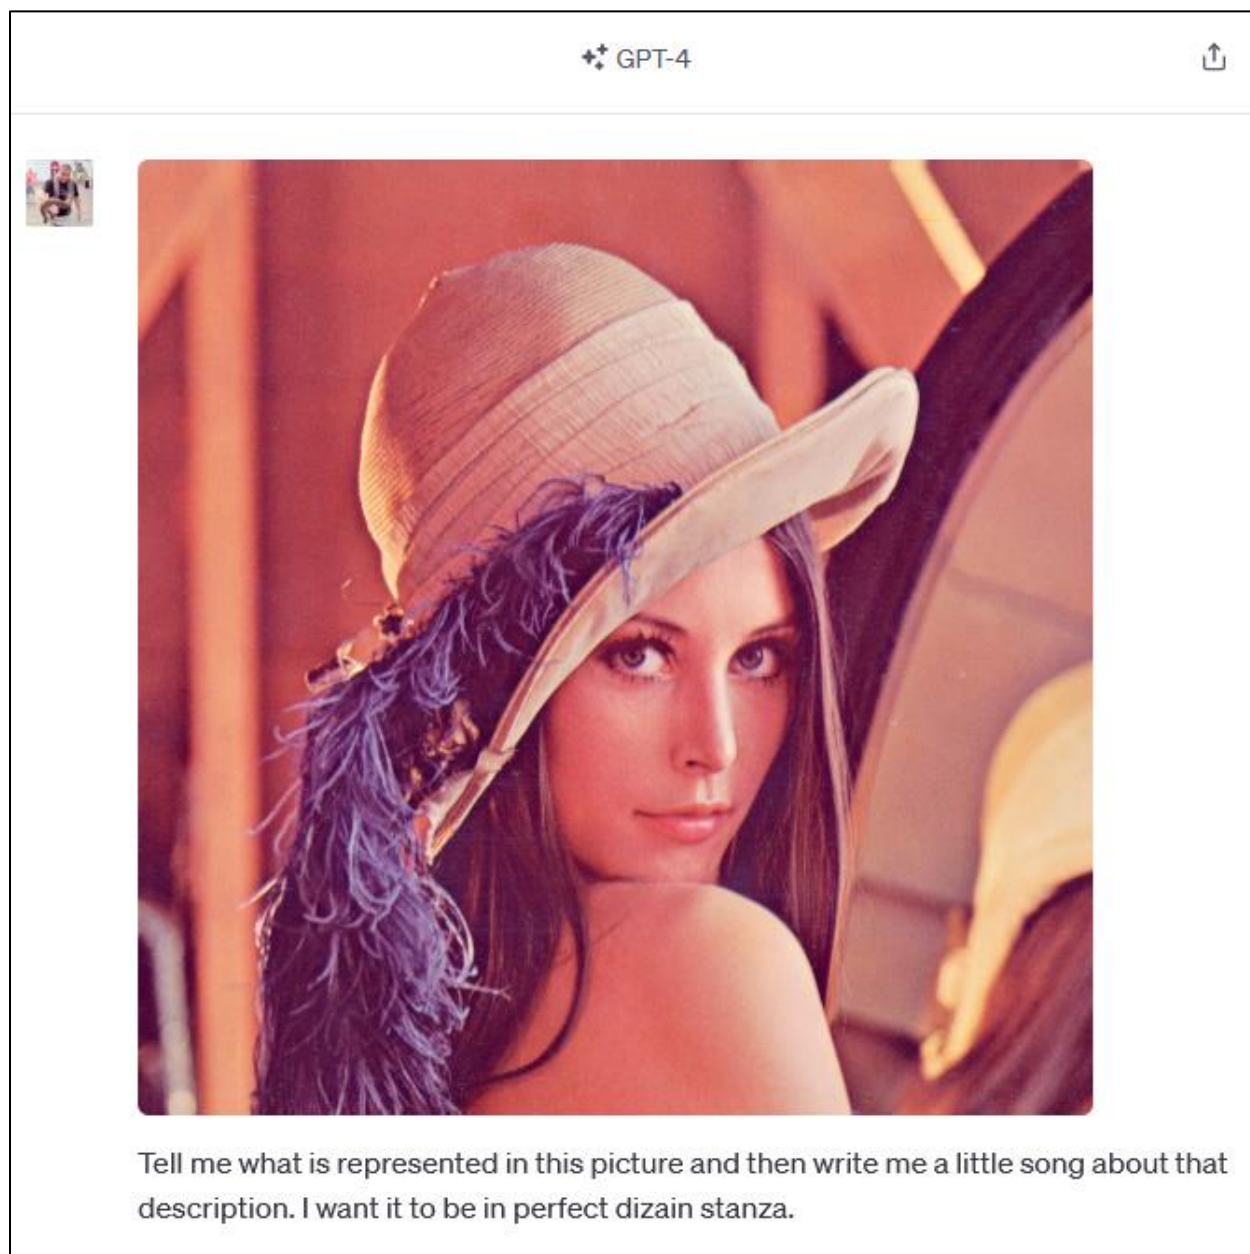 GPT-4
Tell me what is represented in this picture and then write me a little song about that
description. I want it to be in perfect dizain stanza.